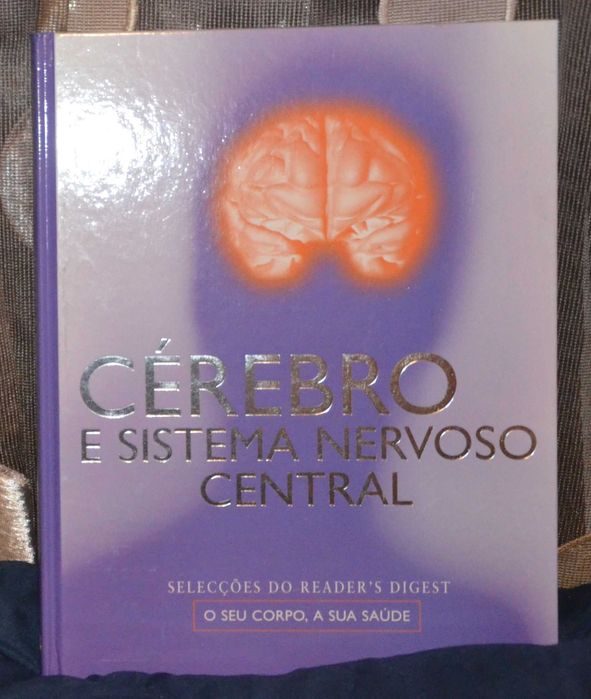 CÉREBRO
E SISTEMA NERVOSO
CENTRAL
SELECÇÕES DO READER'S DIGEST
O SEU CORPO, A SUA SAÚDE